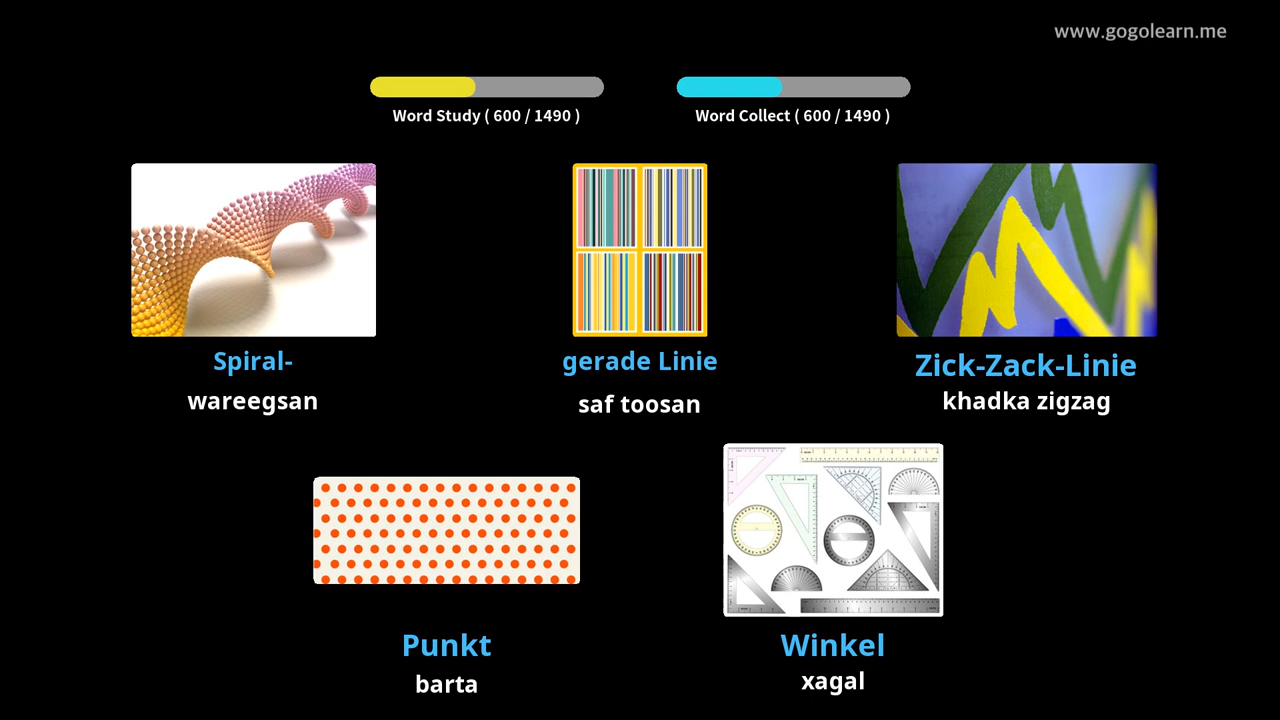 www.gogolearn.me
Word Study ( 600 / 1490 )
Word Collect ( 600 / 1490 )
Spiral-
wareegsan
gerade Linie
saf toosan
Zick-Zack-Linie
khadka zigzag
Punkt
barta
Winkel
xagal